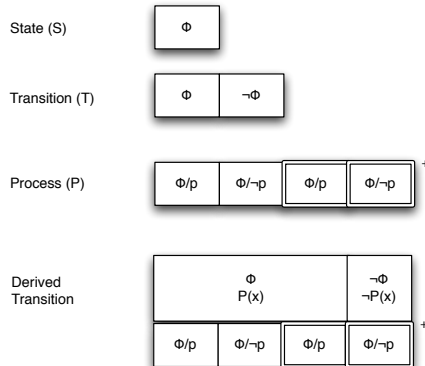 State (S)
Φ
Transition (T)
Φ ¬Φ
Process (P)
Φ/p Φ/¬p Φ/p Φ/¬p +
Derived
Transition
Φ ¬Φ
P(x) ¬P(x)
Φ/p Φ/¬p Φ/p Φ/¬p +